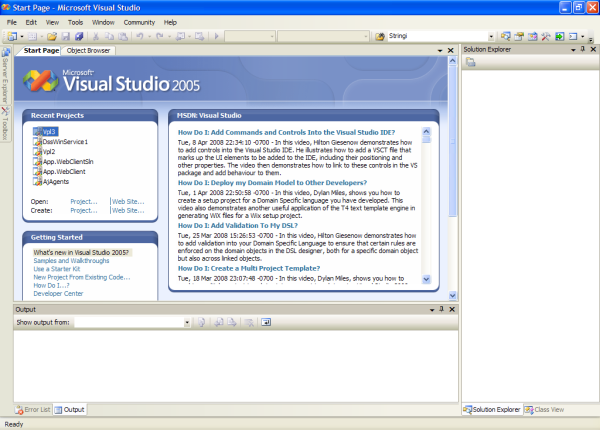 Start Page - Microsoft Visual Studio
File Edit View Tools Window Community Help
Stringi
Start Page Object Browser
Solution Explorer
Server Explorer
Toolbox
Microsoft
Visual Studio 2005
Recent Projects
Vpl3
DssWinService1
Vpl2
App.WebClientSln
App.WebClient
AjAgents
Open: Project... Web Site...
Create: Project... Web Site...
Getting Started
What's new in Visual Studio 2005?
Samples and Walkthroughs
Use a Starter Kit
New Project From Existing Code...
How Do I...?
Developer Center
MSDN: Visual Studio
How Do I: Add Commands and Controls Into the Visual Studio IDE?
Tue, 8 Apr 2008 22:34:10 -0700 - In this video, Hilton Giesenow demonstrates how
to add controls into the Visual Studio IDE. He illustrates how to add a VSCT file that
marks up the UI elements to be added to the IDE, including their positioning and
other properties. The video then demonstrates how to link to these controls in the VS
package and add behaviour to them.
How Do I: Deploy my Domain Model to Other Developers?
Tue, 1 Apr 2008 22:50:58 -0700 - In this video, Dylan Miles, shows you how to
create a setup project for a Domain Specific language you have developed. This
video also demonstrates another useful application of the T4 text template engine in
generating WIX files for a Wix setup project.
How Do I: Add Validation To My DSL?
Tue, 25 Mar 2008 15:26:53 -0700 - In this video, Hilton Giesenow demonstrates how
to add validation into your Domain Specific Language to ensure that certain rules are
enforced on the domain objects in the DSL designer, both for a specific domain object
but also across linked objects.
How Do I: Create a Multi Project Template?
Tue, 18 Mar 2008 23:07:48 -0700 - In this video, Dylan Miles, shows you how to
Output
Show output from:
Error List Output
Solution Explorer Class View
Ready